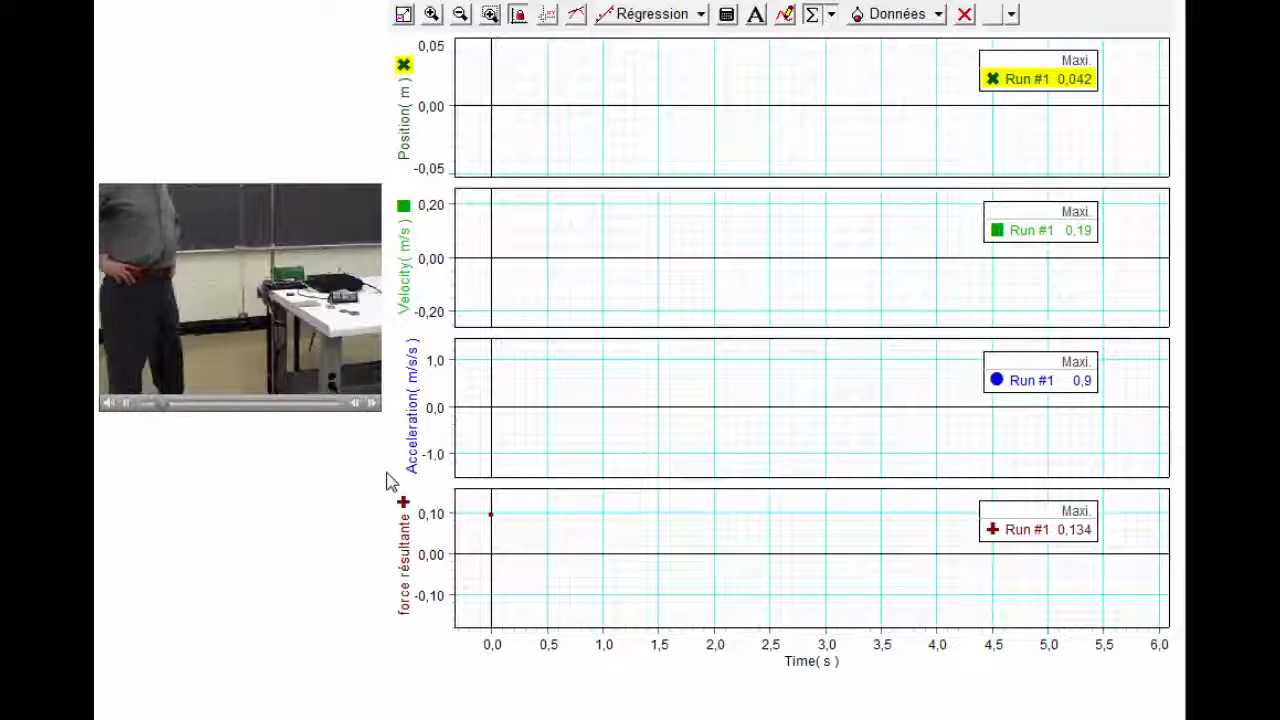 Régression
A
Σ
Données
0,05
Position( m )
0,00
-0,05
Maxi.
Run #1 0,042
0,20
Velocity( m/s )
0,00
-0,20
Maxi.
Run #1 0,19
1,0
Acceleration( m/s/s )
0,0
-1,0
Maxi.
Run #1 0,9
0,10
force résultante
0,00
-0,10
Maxi.
Run #1 0,134
0,0 0,5 1,0 1,5 2,0 2,5 3,0 3,5 4,0 4,5 5,0 5,5 6,0
Time( s )